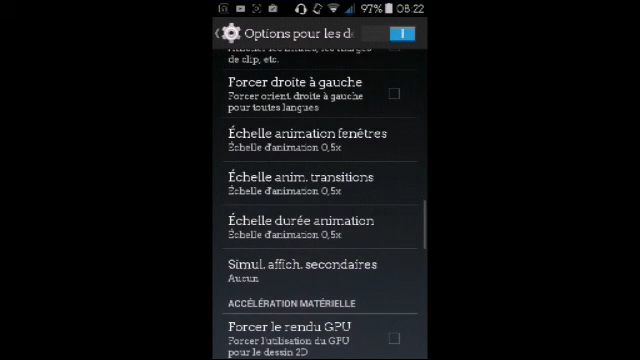 97% 08:22
Options pour les d
de clip, etc.
Forcer droite à gauche
Forcer orient. droite à gauche
pour toutes langues
Échelle animation fenêtres
Échelle d'animation 0,5x
Échelle anim. transitions
Échelle d'animation 0,5x
Échelle durée animation
Échelle d'animation 0,5x
Simul. affich. secondaires
Aucun
ACCÉLÉRATION MATÉRIELLE
Forcer le rendu GPU
Forcer l'utilisation du GPU
pour le dessin 2D